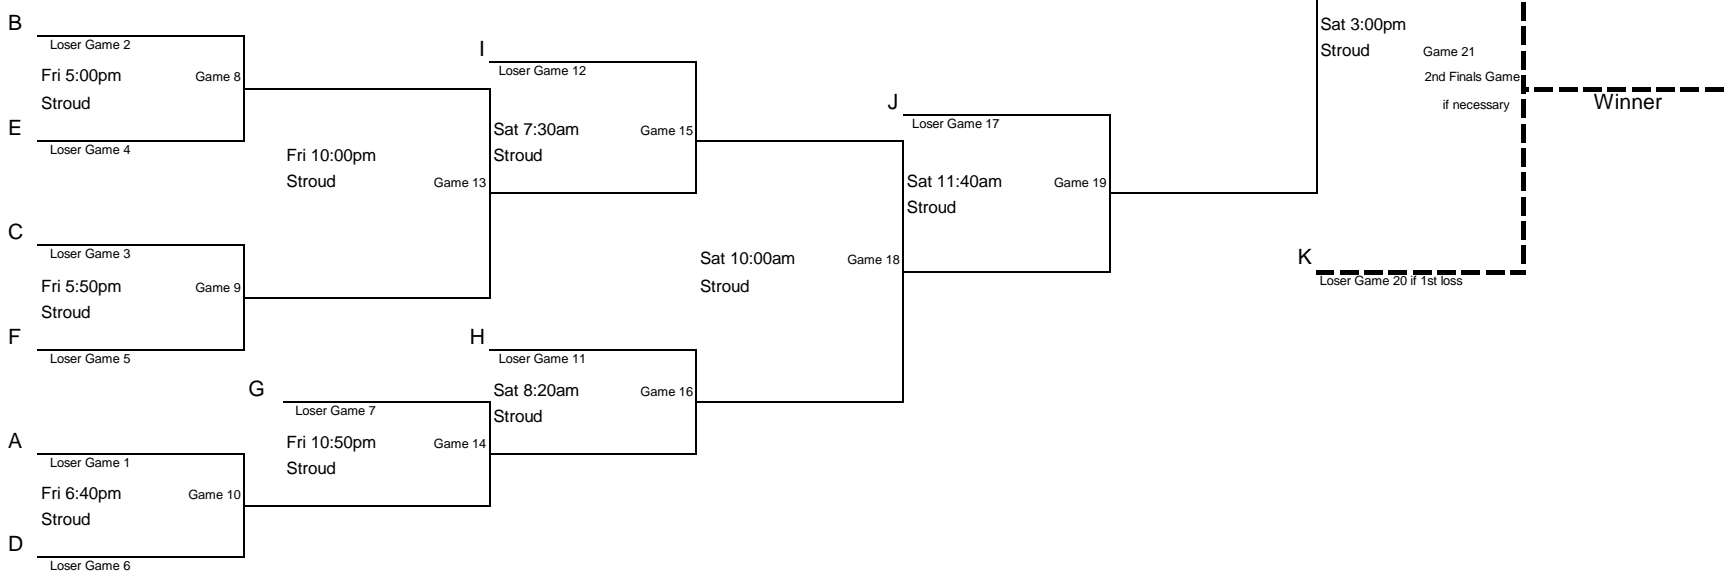 B
Loser Game 2
Fri 5:00pm
Game 8
Stroud
E
Loser Game 4
Fri 10:00pm
Stroud
Game 13
C
Loser Game 3
Fri 5:50pm
Game 9
Stroud
F
Loser Game 5
G
Loser Game 7
Fri 10:50pm
Game 14
Stroud
A
Loser Game 1
Fri 6:40pm
Game 10
Stroud
D
Loser Game 6
I
Loser Game 12
Sat 7:30am
Game 15
Stroud
H
Loser Game 11
Sat 8:20am
Game 16
Stroud
Sat 10:00am
Game 18
Stroud
J
Loser Game 17
Sat 11:40am
Game 19
Stroud
Sat 3:00pm
Stroud
Game 21
2nd Finals Game
if necessary
K
Loser Game 20 if 1st loss
Winner